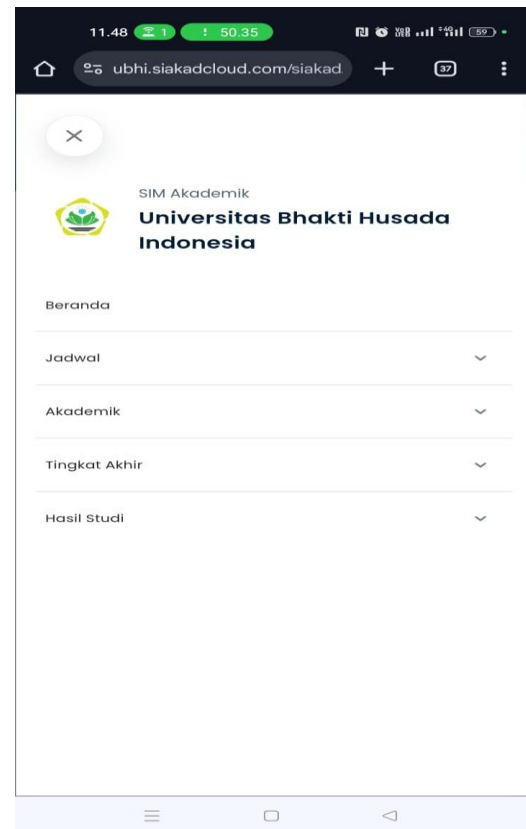 11.48 1 ! 50.35 59
ubhi.siakadcloud.com/siakad. 37
SIM Akademik
Universitas Bhakti Husada
Indonesia
Beranda
Jadwal
Akademik
Tingkat Akhir
Hasil Studi